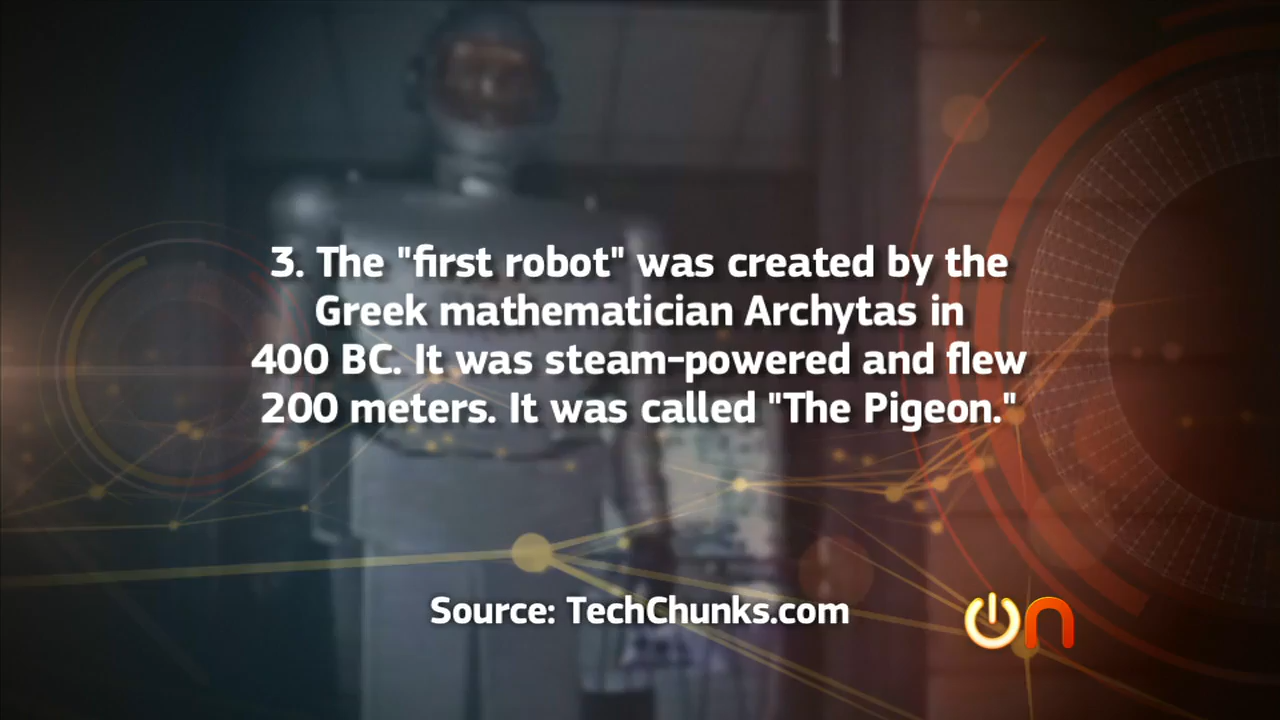 3. The "first robot" was created by the
Greek mathematician Archytas in
400 BC. It was steam-powered and flew
200 meters. It was called "The Pigeon."
Source: TechChunks.com
On